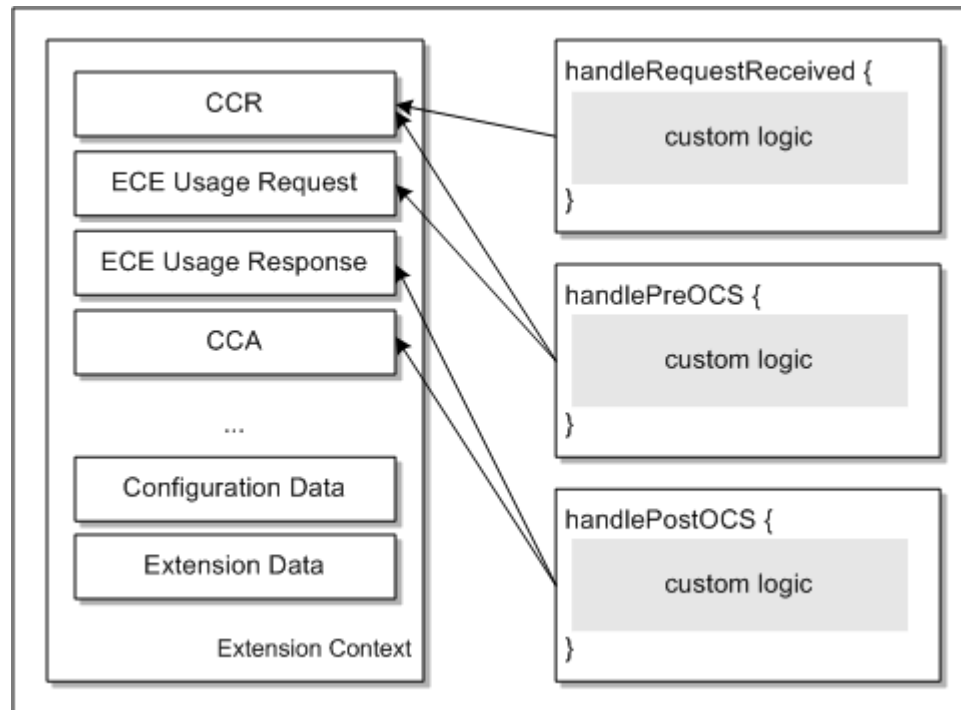 CCR
ECE Usage Request
ECE Usage Response
CCA
...
Configuration Data
Extension Data
Extension Context
handleRequestReceived {
custom logic
}
handlePreOCS {
custom logic
}
handlePostOCS {
custom logic
}